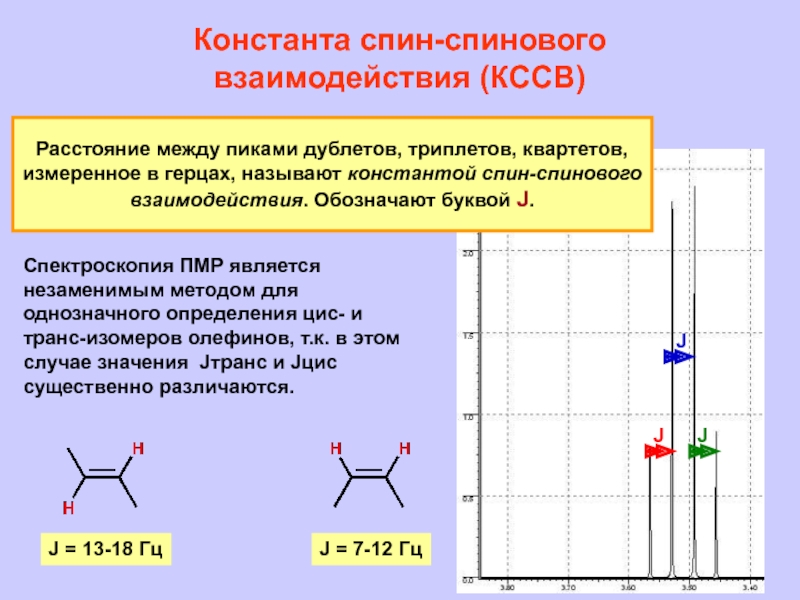 Константа спин-спинового
взаимодействия (КССВ)
Расстояние между пиками дублетов, триплетов, квартетов,
измеренное в герцах, называют константой спин-спинового
взаимодействия. Обозначают буквой J.
Спектроскопия ПМР является
незаменимым методом для
однозначного определения цис- и
транс-изомеров олефинов, т.к. в этом
случае значения Jтранс и Jцис
существенно различаются.
H
H
J = 13-18 Гц
H H
J = 7-12 Гц
2.0
1.5
J
1.0
J J
0.5
0.0
3.80 3.70 3.60 3.50 3.40